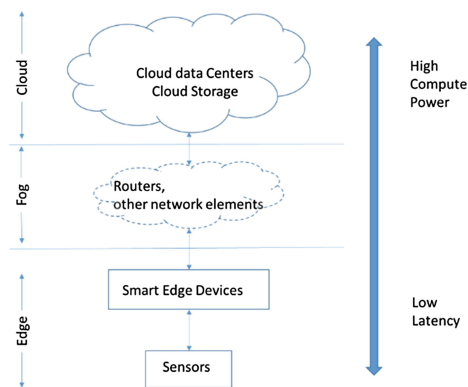 Cloud
Cloud data Centers
Cloud Storage
High
Compute
Power
Fog
Routers,
other network elements
Edge
Smart Edge Devices
Sensors
Low
Latency